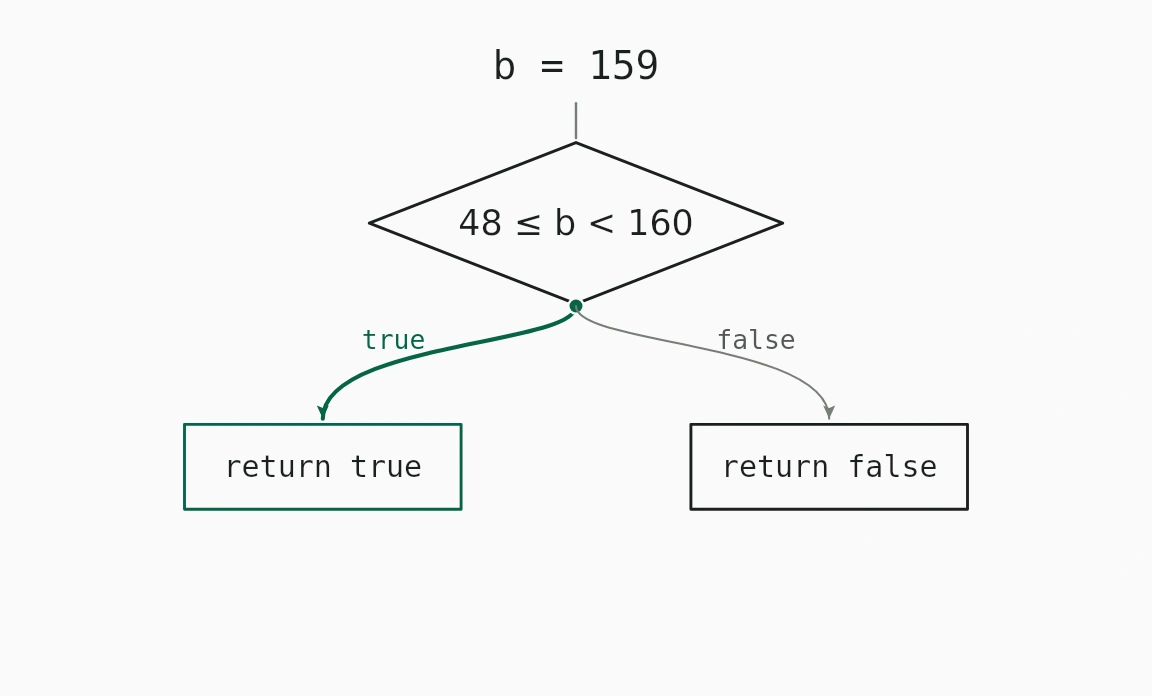 b = 159
48 ≤ b < 160
true
false
return true
return false